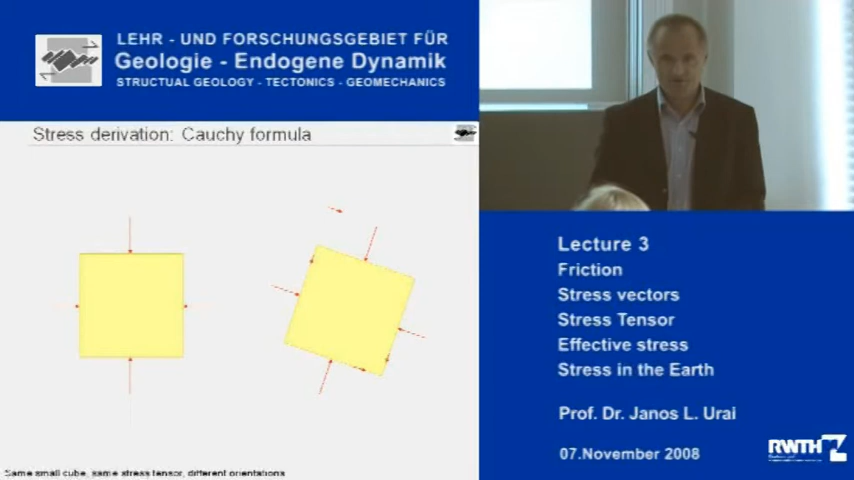 LEHR - UND FORSCHUNGSGEBIET FÜR
Geologie - Endogene Dynamik
STRUCTUAL GEOLOGY - TECTONICS - GEOMECHANICS
Stress derivation: Cauchy formula
Same small cube, same stress tensor, different orientations
Lecture 3
Friction
Stress vectors
Stress Tensor
Effective stress
Stress in the Earth
Prof. Dr. Janos L. Urai
07.November 2008
RWTH